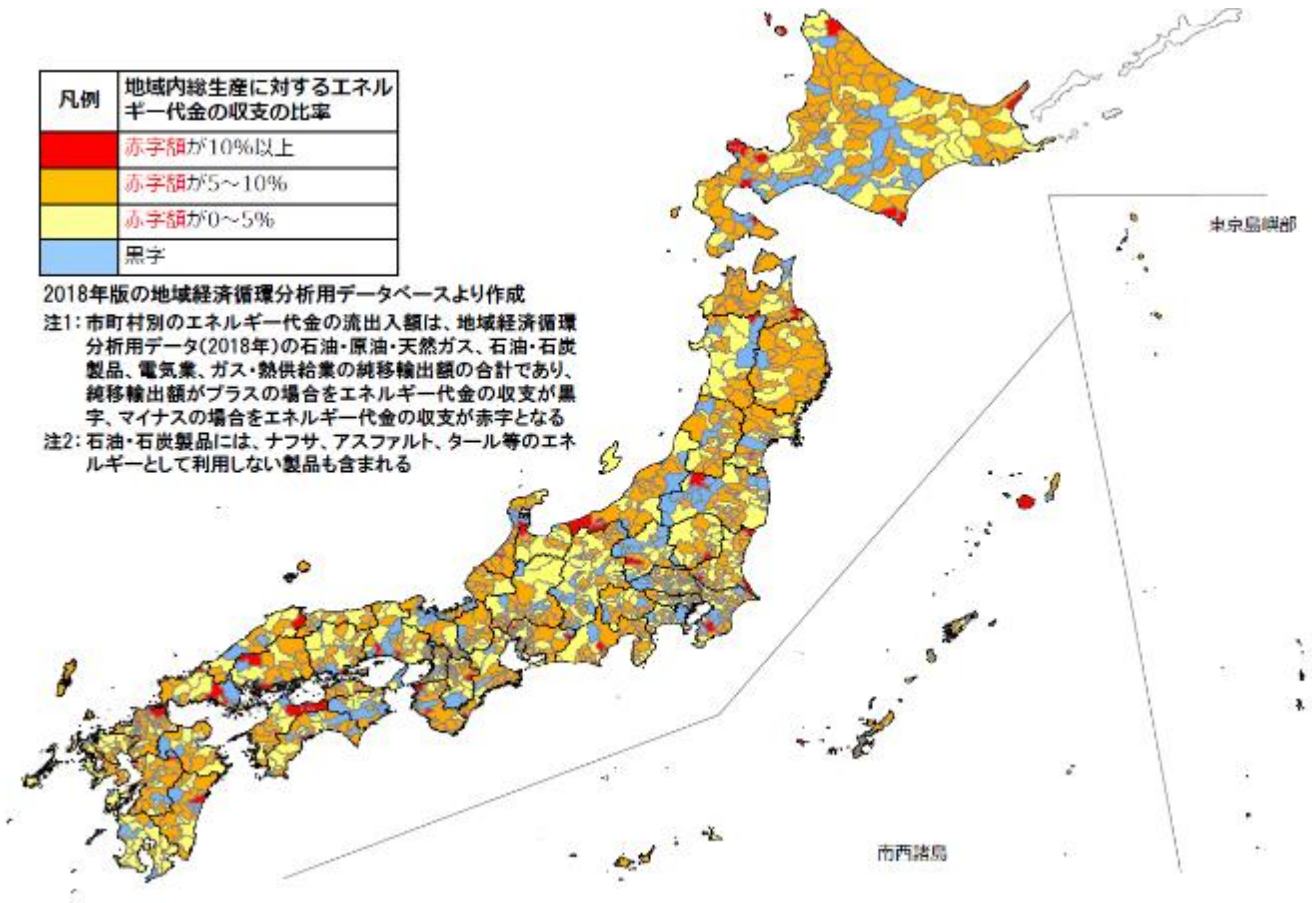 凡例
地域内総生産に対するエネル
ギー代金の収支の比率
赤字額が10%以上
赤字額が5～10%
赤字額が0～5%
黒字
2018年版の地域経済循環分析用データベースより作成
注1：市町村別のエネルギー代金の流出入額は、地域経済循環
分析用データ(2018年)の石油・原油・天然ガス、石油・石炭
製品、電気業、ガス・熱供給業の純移輸出額の合計であり、
純移輸出額がプラスの場合をエネルギー代金の収支が黒
字、マイナスの場合をエネルギー代金の収支が赤字となる
注2：石油・石炭製品には、ナフサ、アスファルト、タール等のエネ
ルギーとして利用しない製品も含まれる
東京島嶼部
南西諸島